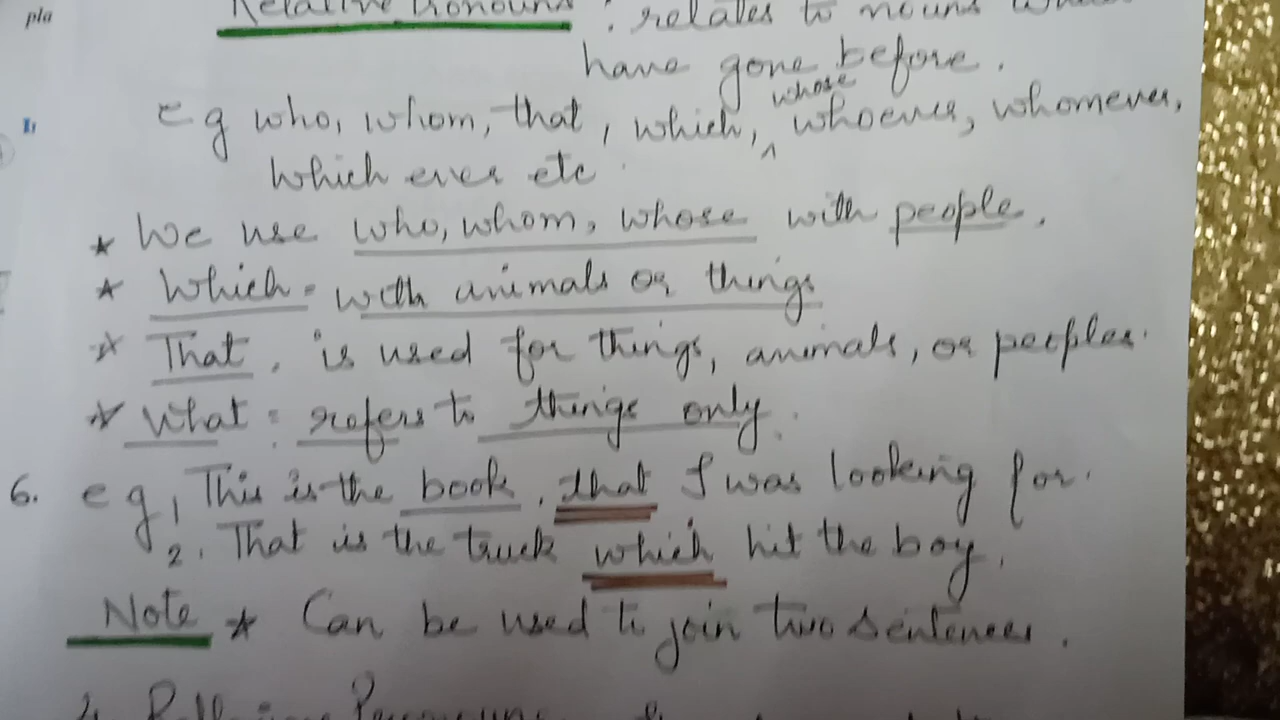 pla
Relative Pronouns : relates to nouns which
have gone before.
eg who, whom, that, which, ^ whose whoever, whomever,
which ever etc.
* We use who, whom, whose with people.
* Which = with animals or things
* That, is used for things, animals, or peoples.
* What : refers to things only.
6. eg, This is the book, that I was looking for.
2. That is the truck which hit the boy.
Note * Can be used to join two sentences.